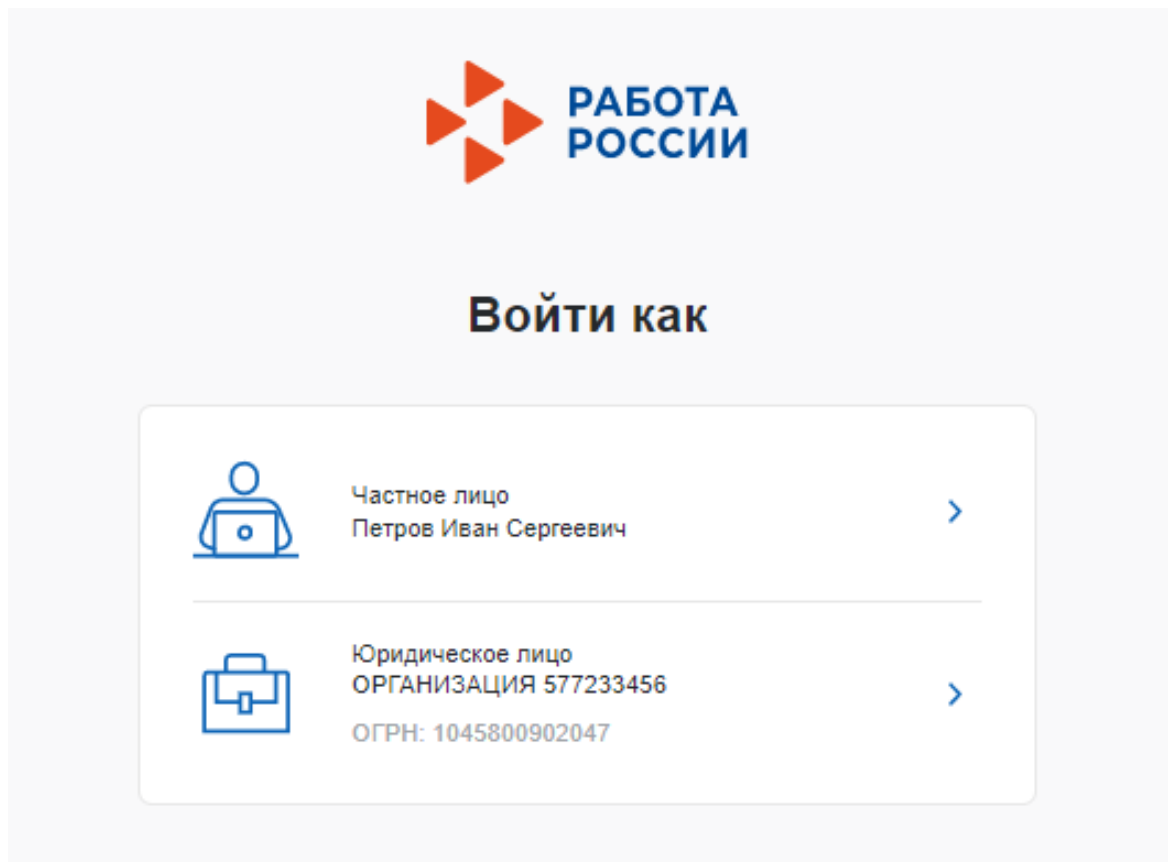 РАБОТА
РОССИИ
Войти как
Частное лицо
Петров Иван Сергеевич
Юридическое лицо
ОРГАНИЗАЦИЯ 577233456
ОГРН: 1045800902047